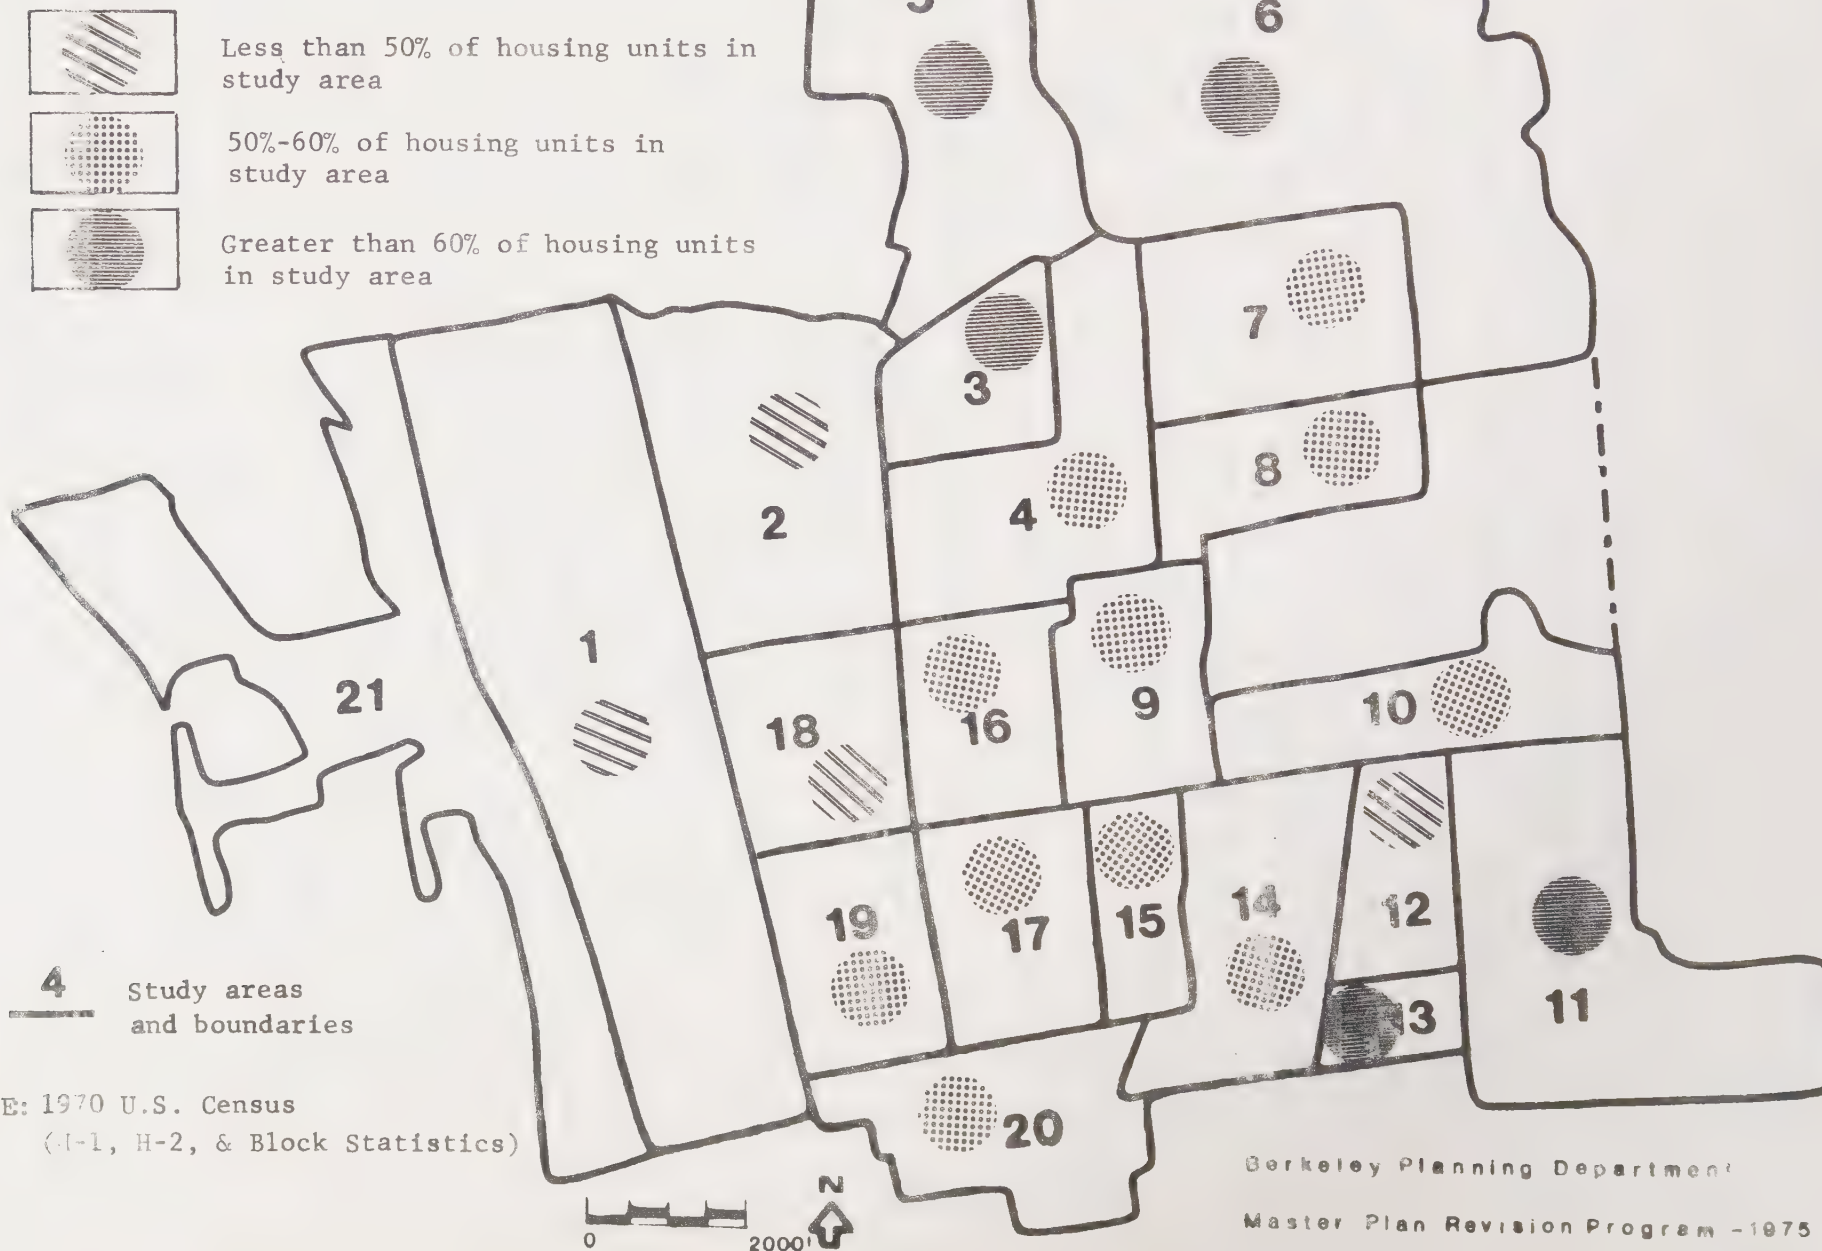 Less than 50% of housing units in
study area
50%-60% of housing units in
study area
Greater than 60% of housing units
in study area
6
7
3
8
4
2
1
21
18
16
9
10
19
17
15
14
12
3
11
20
4
Study areas
and boundaries
E: 1970 U.S. Census
H-2, & Block Statistics)
N
0
2000'
Berkeley Planning Department
Master Plan Revision Program -1975